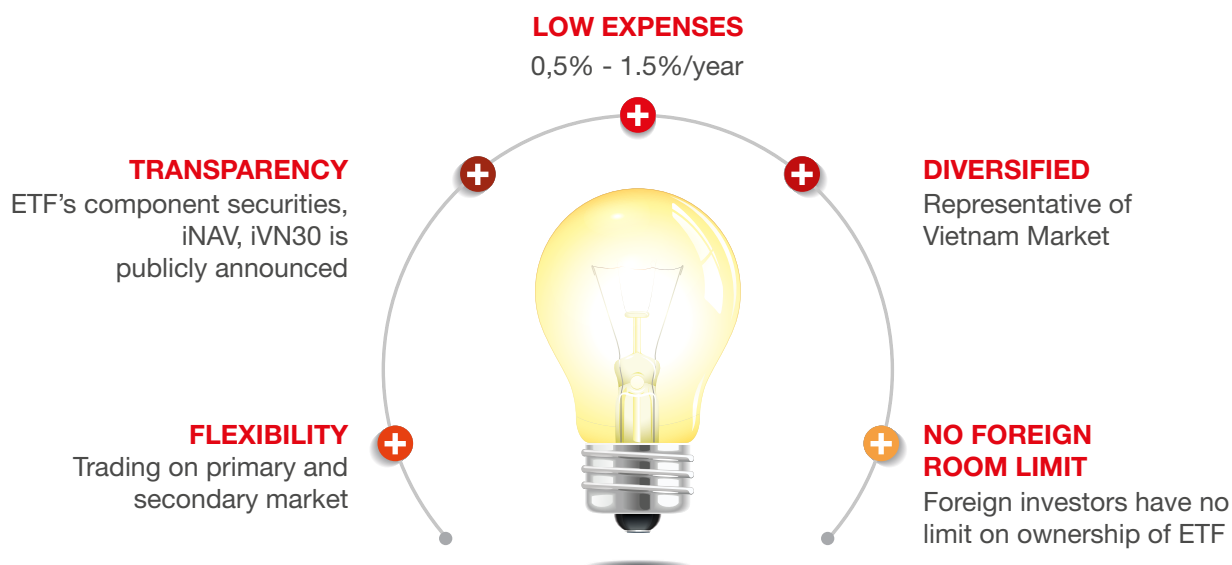 LOW EXPENSES
0,5% - 1.5%/year
TRANSPARENCY
ETF's component securities,
iNAV, iVN30 is
publicly announced
DIVERSIFIED
Representative of
Vietnam Market
FLEXIBILITY
Trading on primary and
secondary market
NO FOREIGN
ROOM LIMIT
Foreign investors have no
limit on ownership of ETF